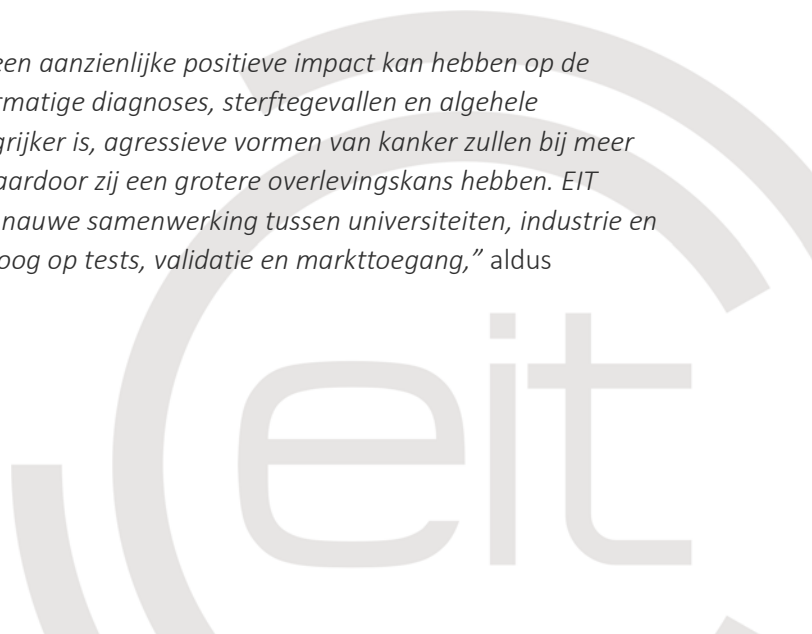 een aanzienlijke positieve impact kan hebben op de
rmatige diagnoses, sterftegevallen en algehele
grijker is, agressieve vormen van kanker zullen bij meer
aardoor zij een grotere overlevingskans hebben. EIT
nauwe samenwerking tussen universiteiten, industrie en
oog op tests, validatie en markttoegang,” aldus
eit